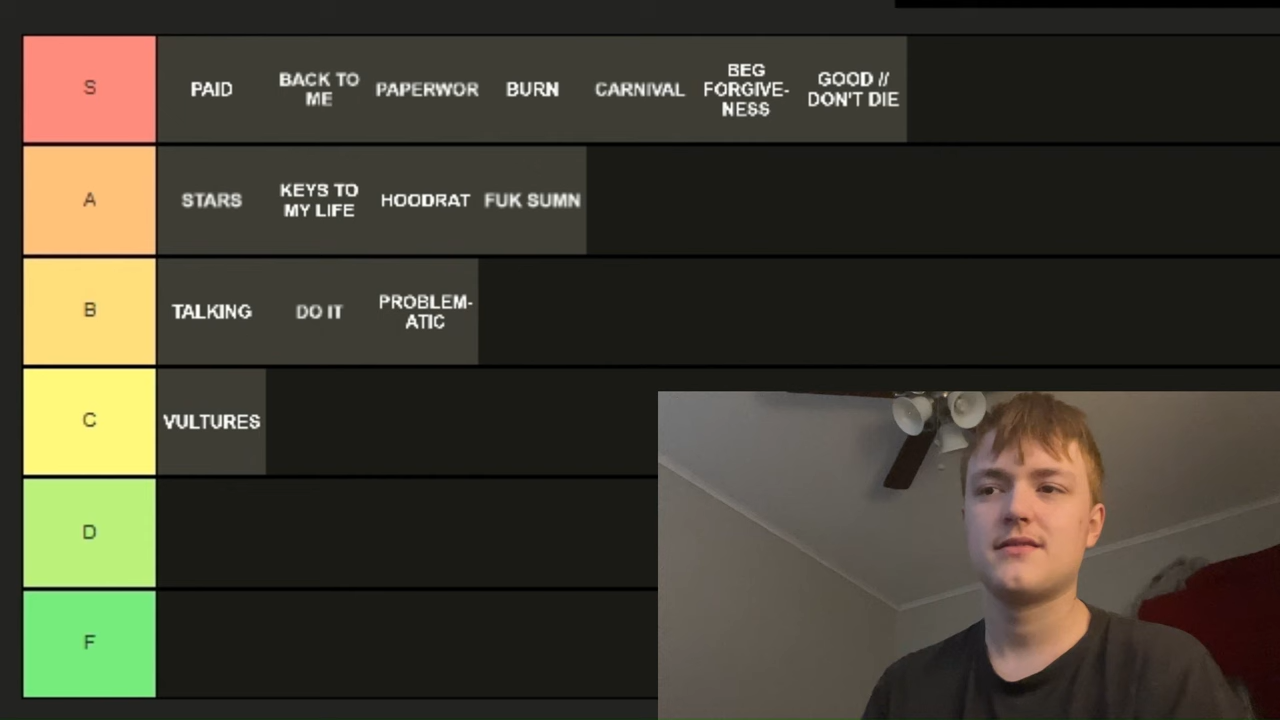 S
PAID
BACK TO
ME
PAPERWOR
BURN
CARNIVAL
BEG
FORGIVE-
NESS
GOOD //
DON'T DIE
A
STARS
KEYS TO
MY LIFE
HOODRAT
FUK SUMN
B
TALKING
DO IT
PROBLEM-
ATIC
C
VULTURES
D
F